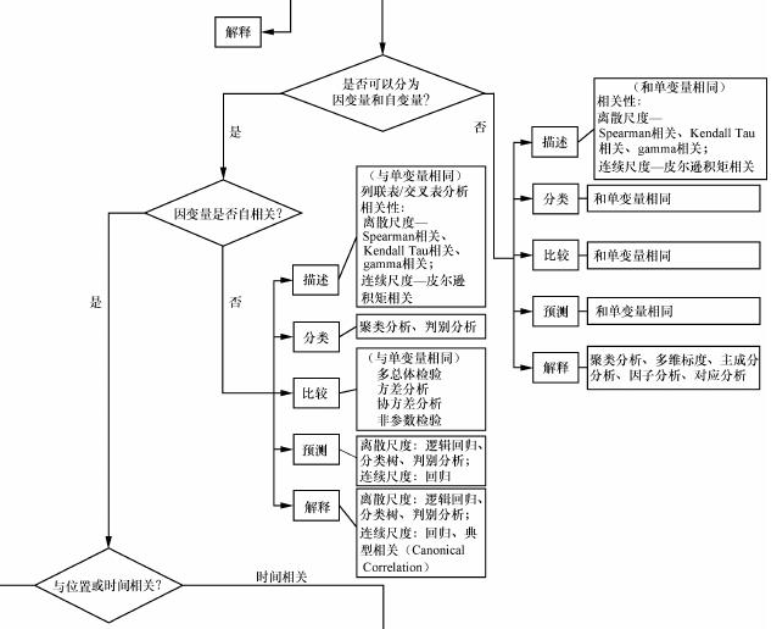 解释
是否可以分为
因变量和自变量?
是
否
(和单变量相同)
相关性:
离散尺度—
Spearman相关、Kendall Tau
相关、gamma相关;
连续尺度—皮尔逊积矩相关
描述
分类
和单变量相同
比较
和单变量相同
预测
和单变量相同
解释
聚类分析、多维标度、主成分
分析、因子分析、对应分析
因变量是否自相关?
是
否
(与单变量相同)
列联表/交叉表分析
相关性:
离散尺度—
Spearman相关、
Kendall Tau相关、
gamma相关;
连续尺度—皮尔逊
积矩相关
描述
分类
聚类分析、判别分析
比较
(与单变量相同)
多总体检验
方差分析
协方差分析
非参数检验
预测
离散尺度: 逻辑回归、
分类树、判别分析;
连续尺度: 回归
解释
离散尺度: 逻辑回归、
分类树、判别分析;
连续尺度: 回归、典
型相关 (Canonical
Correlation)
与位置或时间相关?
时间相关